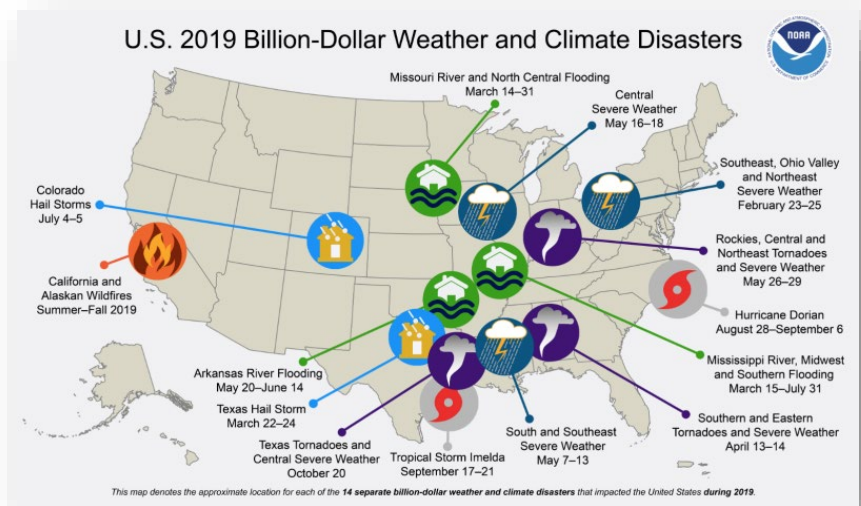 U.S. 2019 Billion-Dollar Weather and Climate Disasters
NOAA
Missouri River and North Central Flooding
March 14–31
Central
Severe Weather
May 16–18
Southeast, Ohio Valley
and Northeast
Severe Weather
February 23–25
Colorado
Hail Storms
July 4–5
Rockies, Central and
Northeast Tornadoes
and Severe Weather
May 26–29
California and
Alaskan Wildfires
Summer–Fall 2019
Hurricane Dorian
August 28–September 6
Arkansas River Flooding
May 20–June 14
Mississippi River, Midwest
and Southern Flooding
March 15–July 31
Texas Hail Storm
March 22–24
Southern and Eastern
Tornadoes and Severe Weather
April 13–14
Texas Tornadoes and
Central Severe Weather
October 20
Tropical Storm Imelda
September 17–21
South and Southeast
Severe Weather
May 7–13
This map denotes the approximate location for each of the 14 separate billion-dollar weather and climate disasters that impacted the United States during 2019.